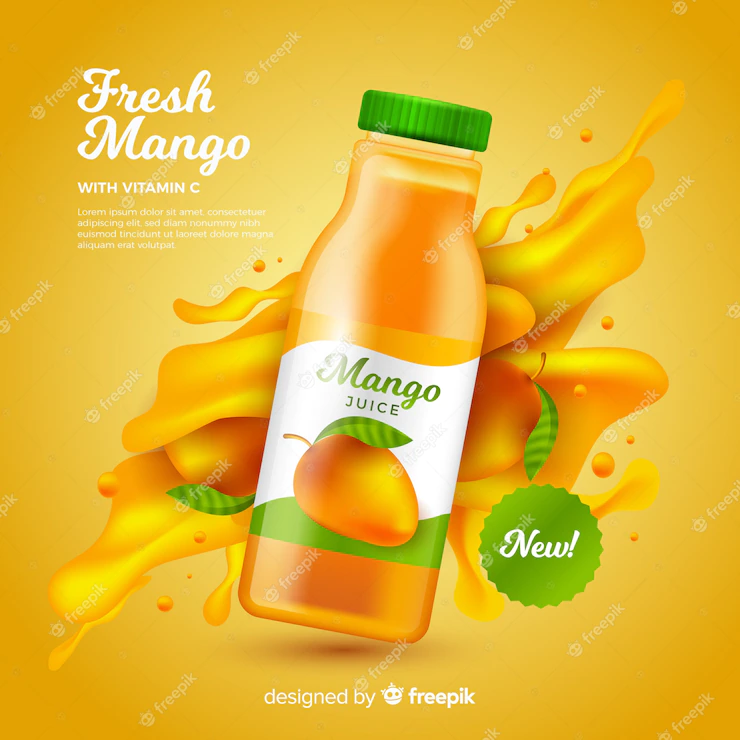 Fresh
Mango
WITH VITAMIN C
Lorem ipsum dolor sit amet, consectetuer
adipiscing elit, sed diam nonummy nibh
euismod tincidunt ut laoreet dolore magna
aliquam erat volutpat.
Mango
JUICE
New!
designed by freepik